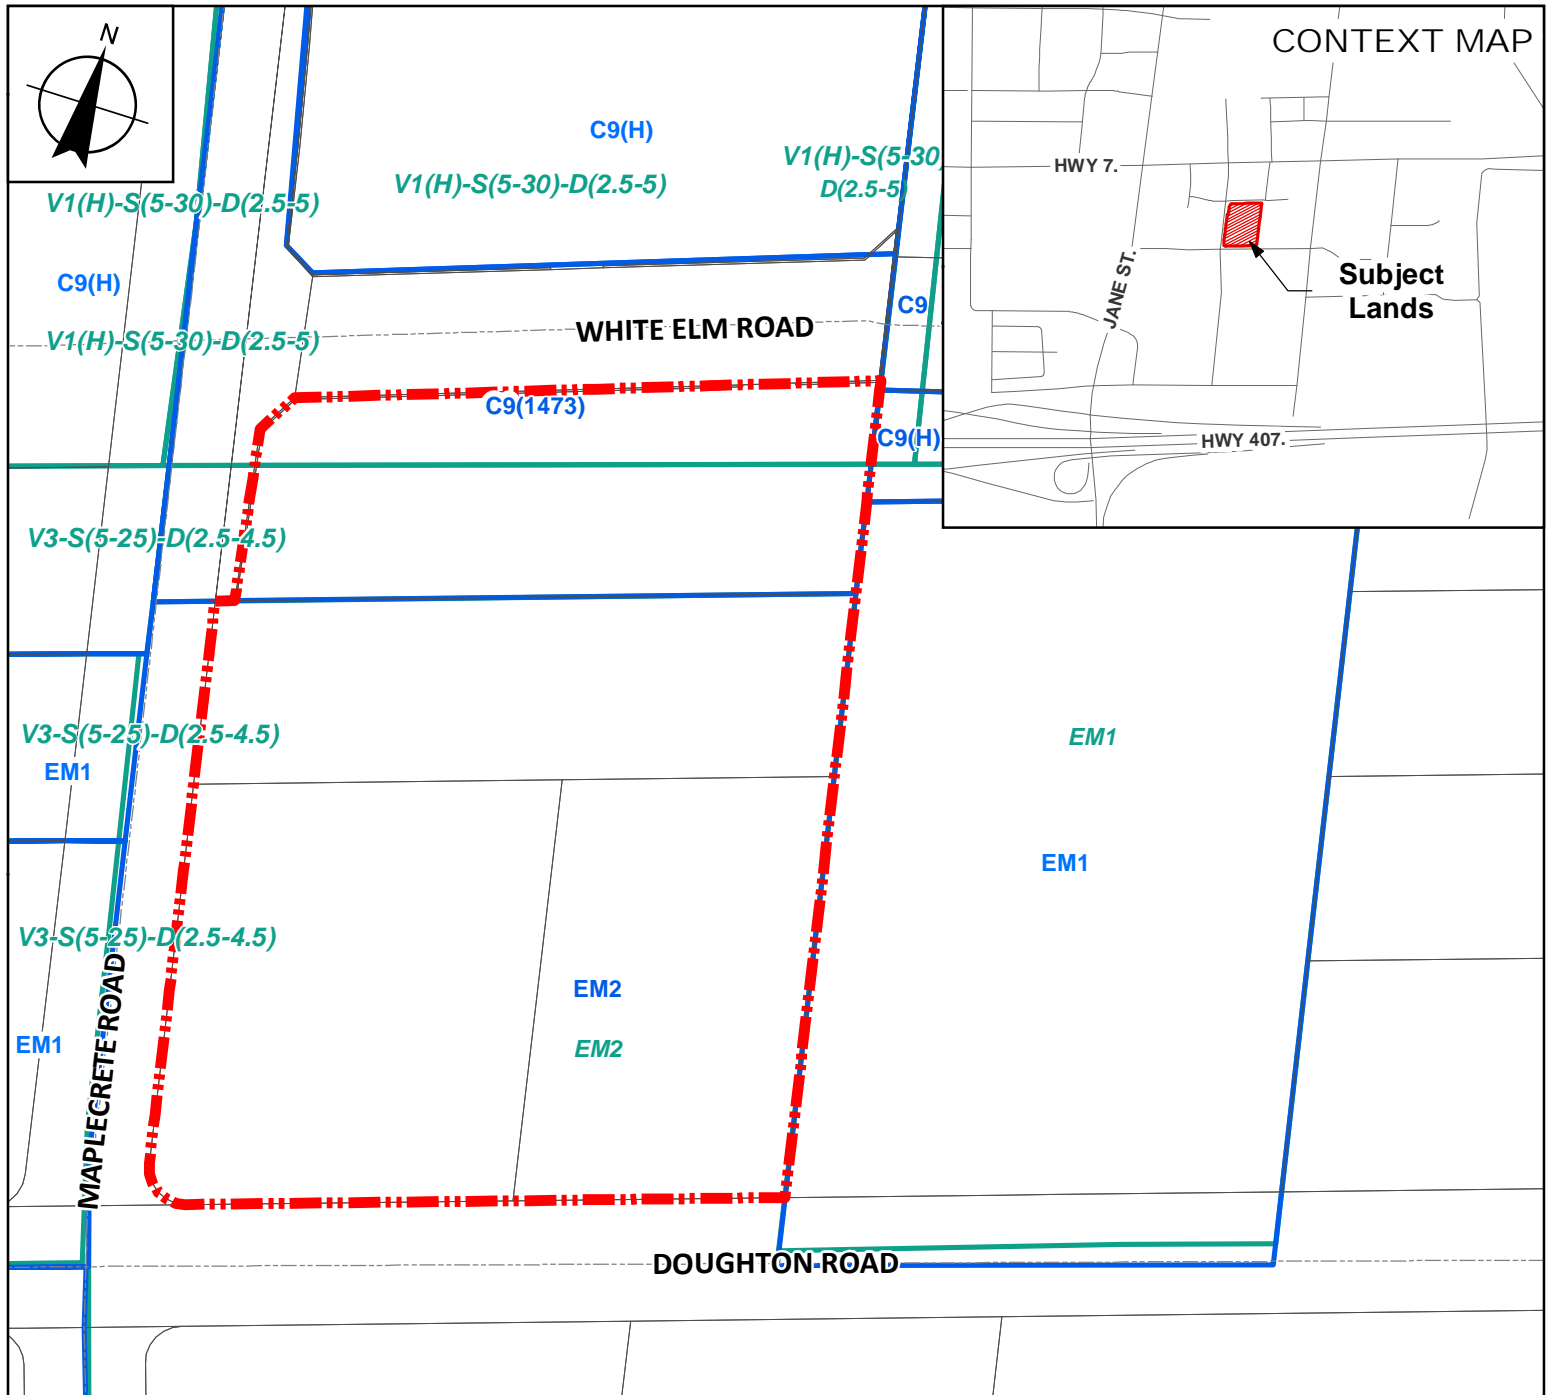 N
CONTEXT MAP
HWY 7.
JANE ST.
Subject
Lands
HWY 407.
C9(H)
V1(H)-S(5-30)-D(2.5-5)
V1(H)-S(5-30)
D(2.5-5)
V1(H)-S(5-30)-D(2.5-5)
C9(H)
V1(H)-S(5-30)-D(2.5-5)
C9
WHITE ELM ROAD
C9(1473)
C9(H)
V3-S(5-25)-D(2.5-4.5)
V3-S(5-25)-D(2.5-4.5)
EM1
EM1
EM1
V3-S(5-25)-D(2.5-4.5)
MAPLECRETE ROAD
EM2
EM2
EM1
DOUGHTON ROAD